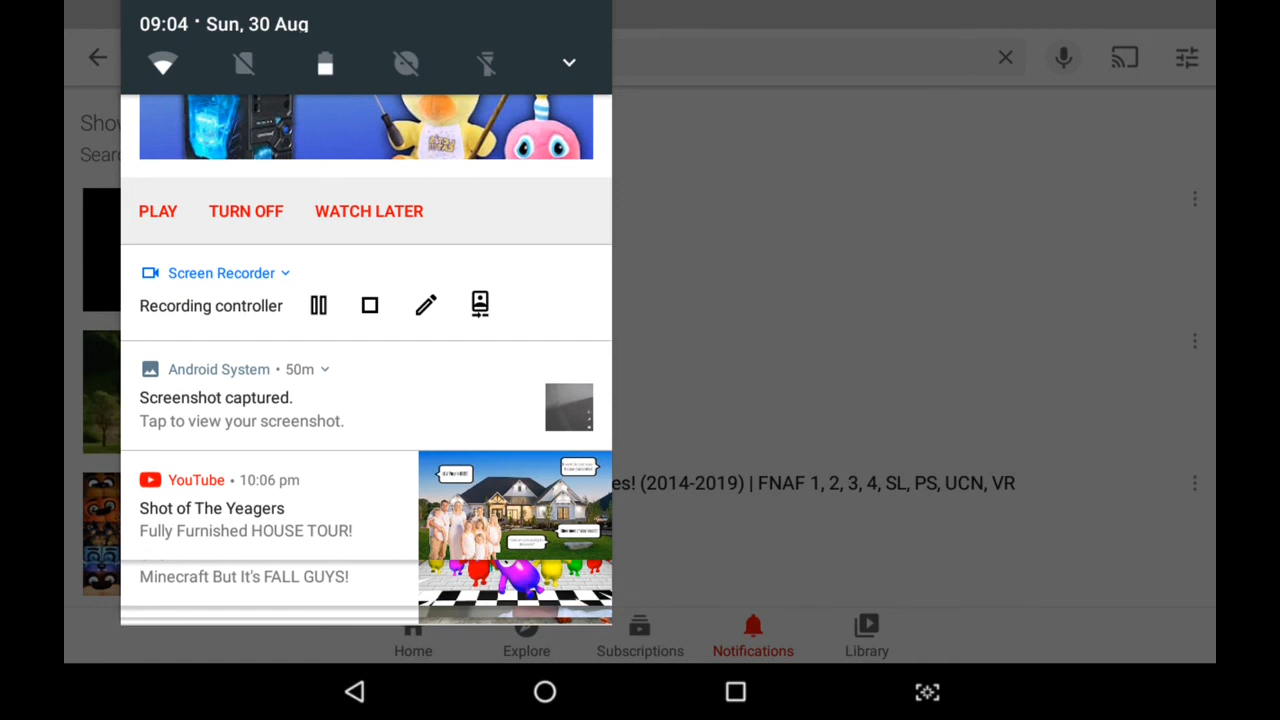 09:04 · Sun, 30 Aug
Show
Sear
PLAY TURN OFF WATCH LATER
Screen Recorder
Recording controller
Android System • 50m
Screenshot captured.
Tap to view your screenshot.
YouTube • 10:06 pm
Shot of The Yeagers
Fully Furnished HOUSE TOUR!
es! (2014-2019) | FNAF 1, 2, 3, 4, SL, PS, UCN, VR
Minecraft But It's FALL GUYS!
Home Explore Subscriptions Notifications Library